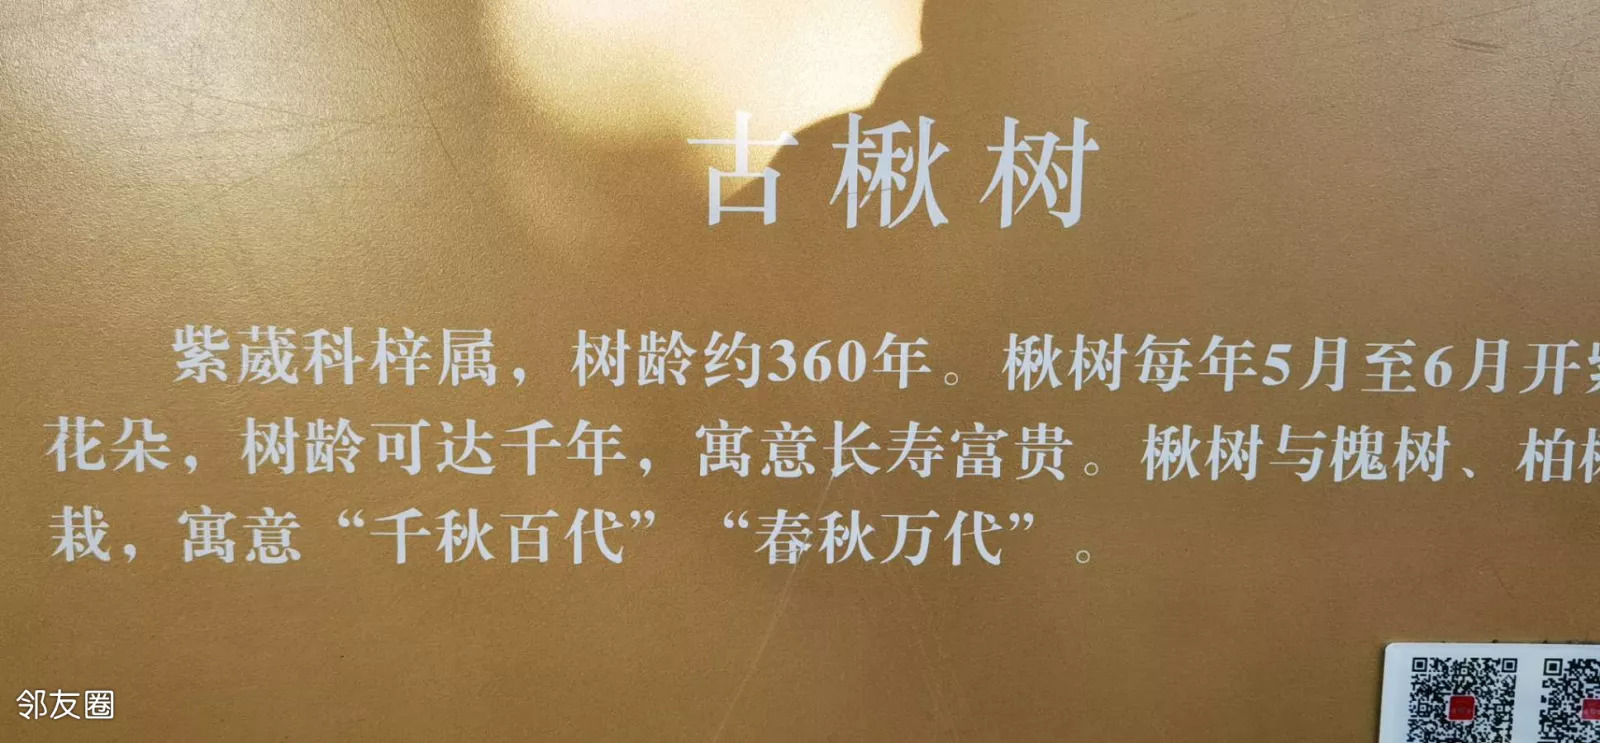 古楸树
紫葳科梓属，树龄约360年。楸树每年5月至6月开
花朵，树龄可达千年，寓意长寿富贵。楸树与槐树、柏
栽，寓意“千秋百代”“春秋万代”。
邻友圈